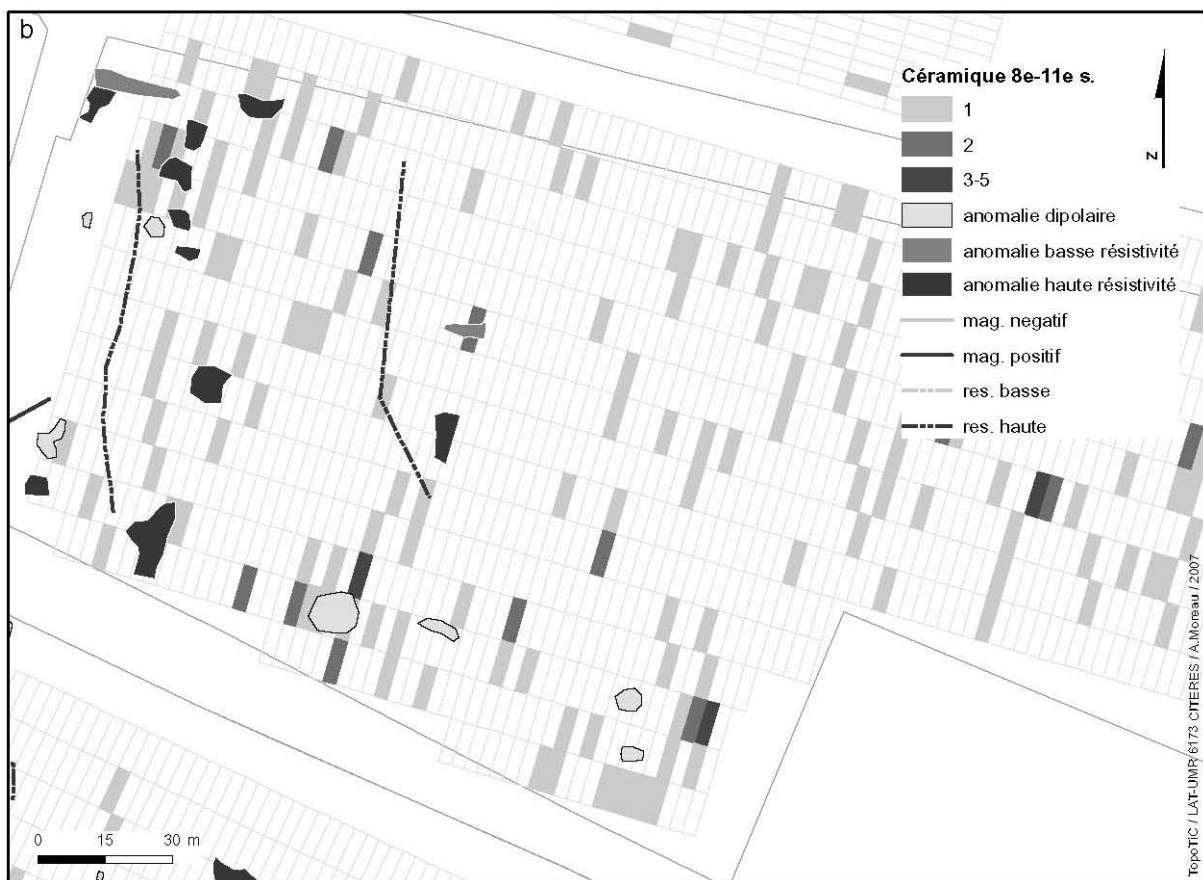 b
Céramique 8e-11e s.
1
2
3-5
anomalie dipolaire
anomalie basse résistivité
anomalie haute résistivité
mag. negatif
mag. positif
res. basse
res. haute
N
0 15 30 m
TopoTiC / LAT-UMR 6173 CITERES / A.Moreau / 2007